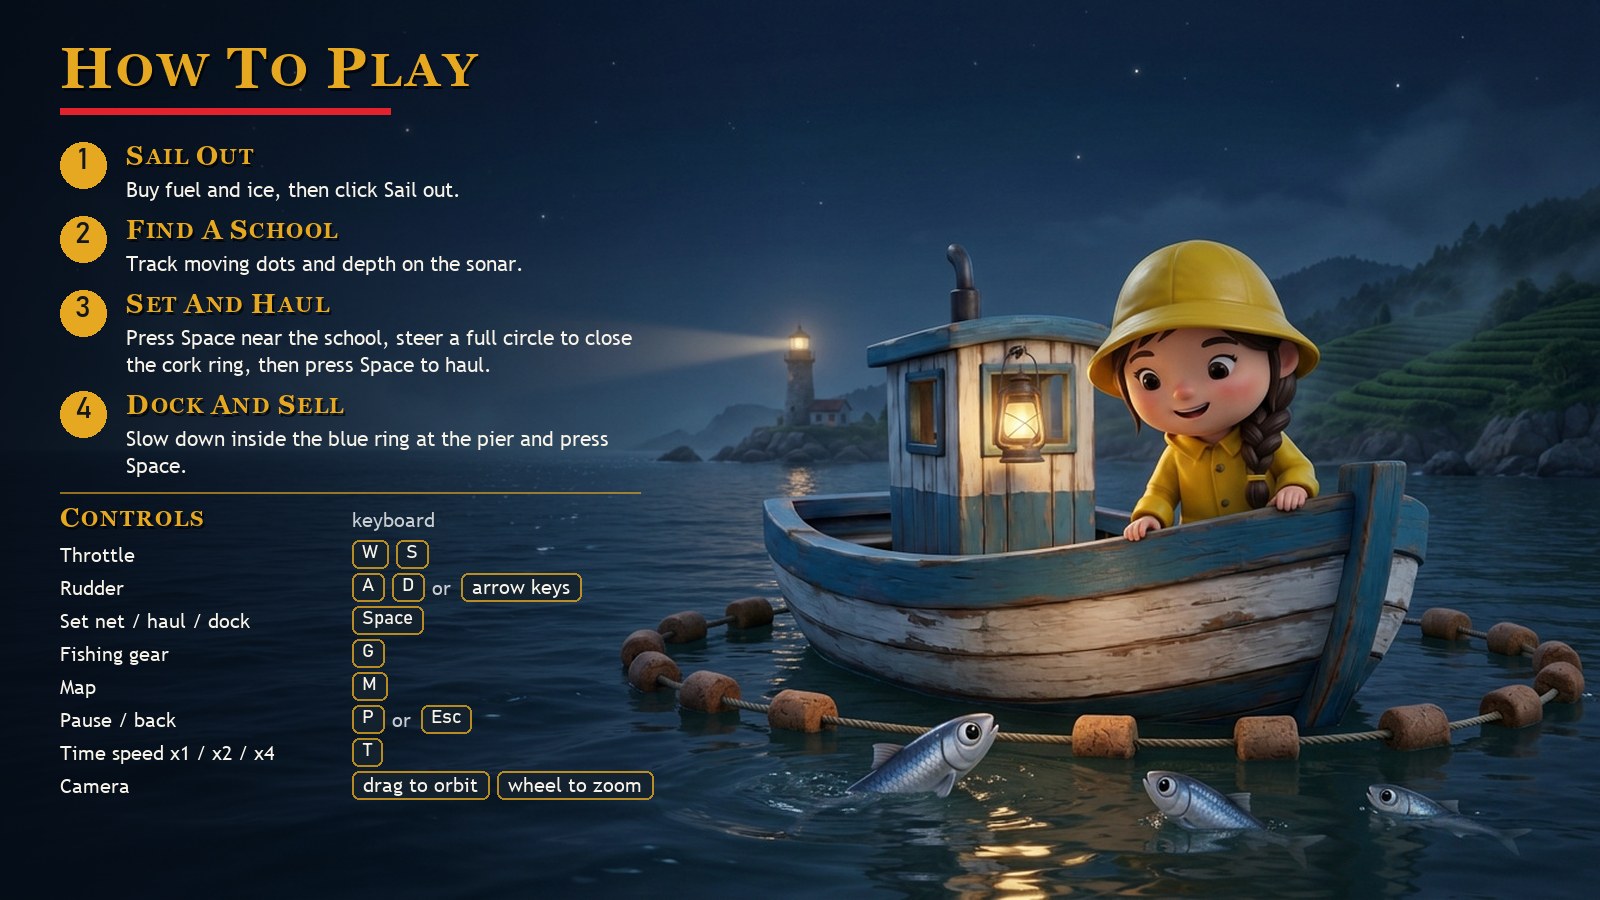 How To Play
1 Sail Out
Buy fuel and ice, then click Sail out.
2 Find A School
Track moving dots and depth on the sonar.
3 Set And Haul
Press Space near the school, steer a full circle to close
the cork ring, then press Space to haul.
4 Dock And Sell
Slow down inside the blue ring at the pier and press
Space.
Controls keyboard
Throttle W S
Rudder A D or arrow keys
Set net / haul / dock Space
Fishing gear G
Map M
Pause / back P or Esc
Time speed x1 / x2 / x4 T
Camera drag to orbit wheel to zoom